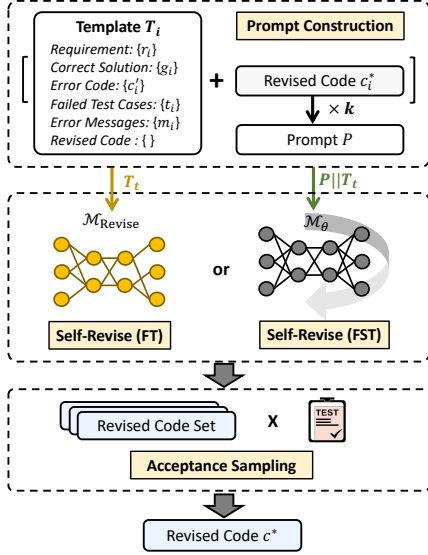 Template T_i
Prompt Construction
Requirement: {r_i}
Correct Solution: {g_i}
Error Code: {c_i'}
Failed Test Cases: {t_i}
Error Messages: {m_i}
Revised Code : { }
+
Revised Code c_i^*
× k
Prompt P
T_t
P||T_t
M_Revise
M_θ
or
Self-Revise (FT)
Self-Revise (FST)
Revised Code Set
X
TEST
Acceptance Sampling
Revised Code c^*